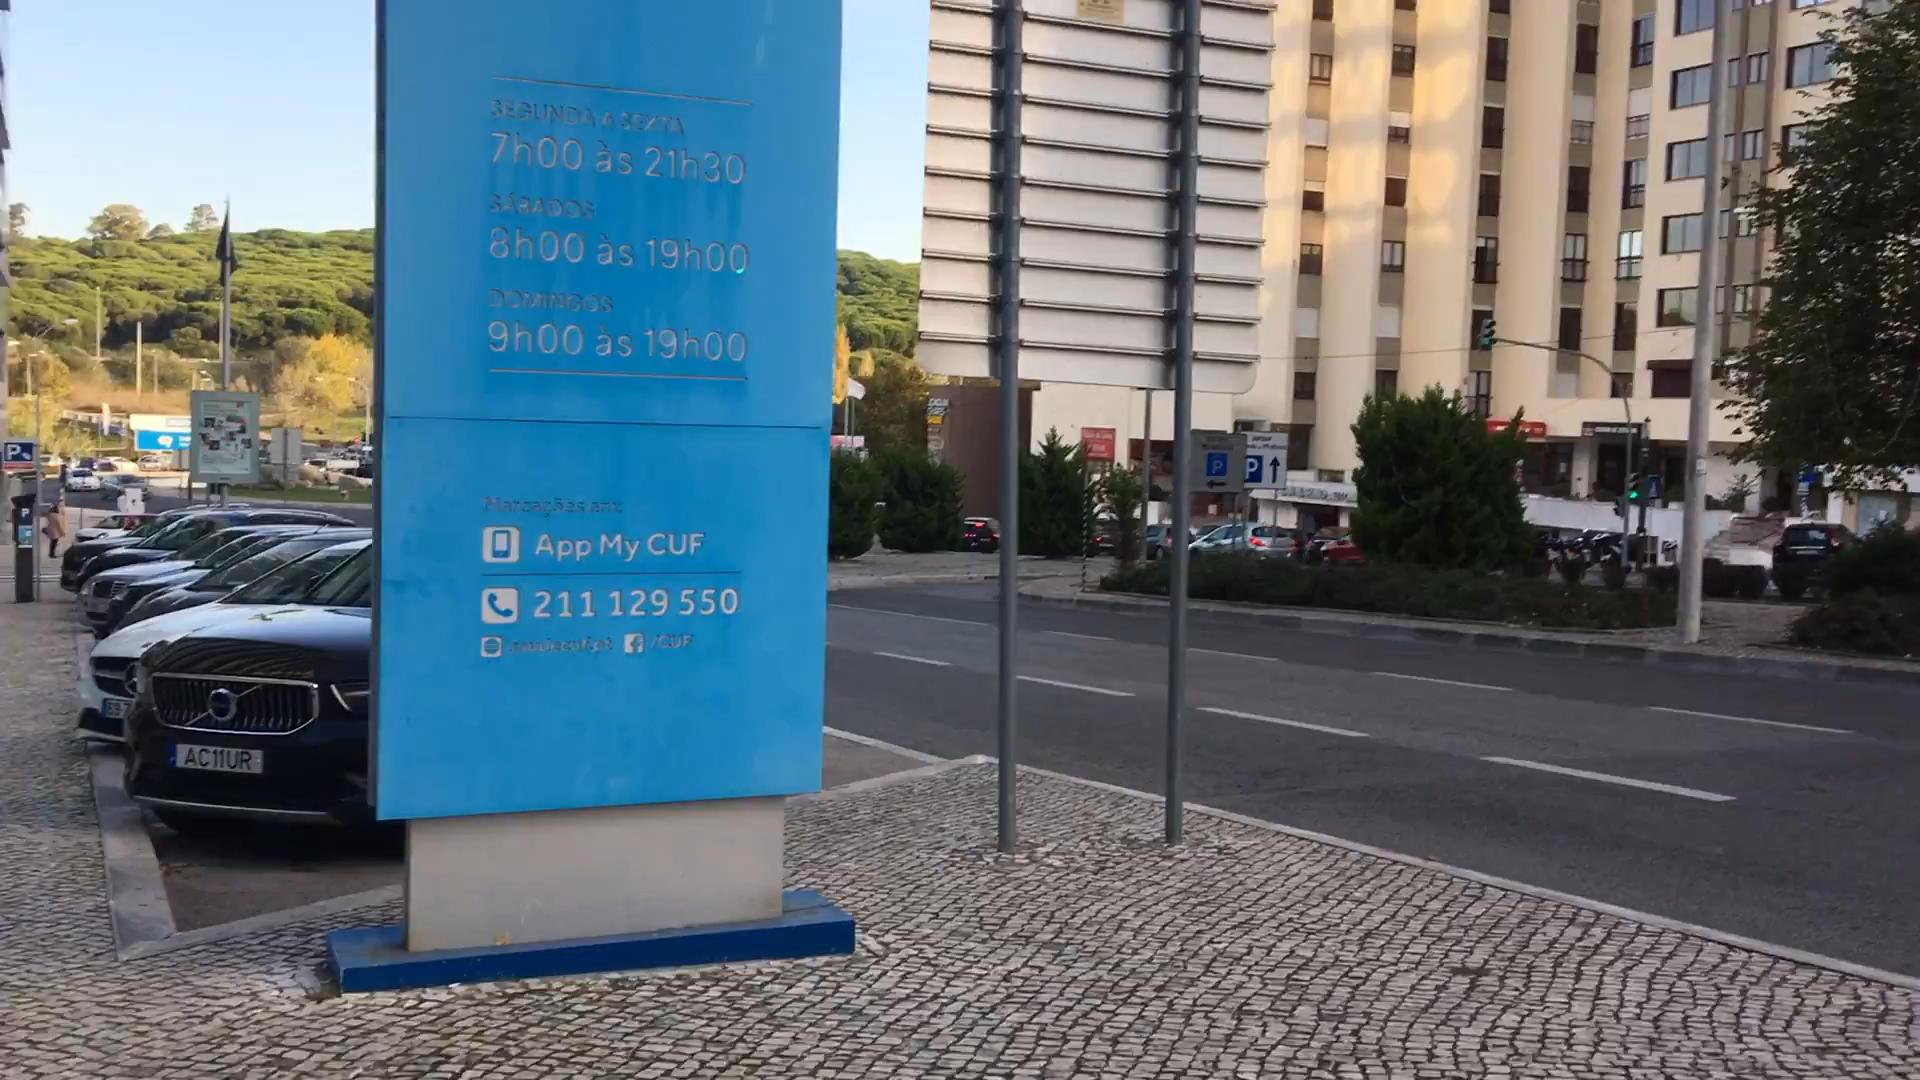 SEGUNDA A SEXTA
7h00 às 21h30
SÁBADOS
8h00 às 19h00
DOMINGOS
9h00 às 19h00
Marcações em:
App My CUF
211 129 550
/CUF
AC11UR
P
P
P